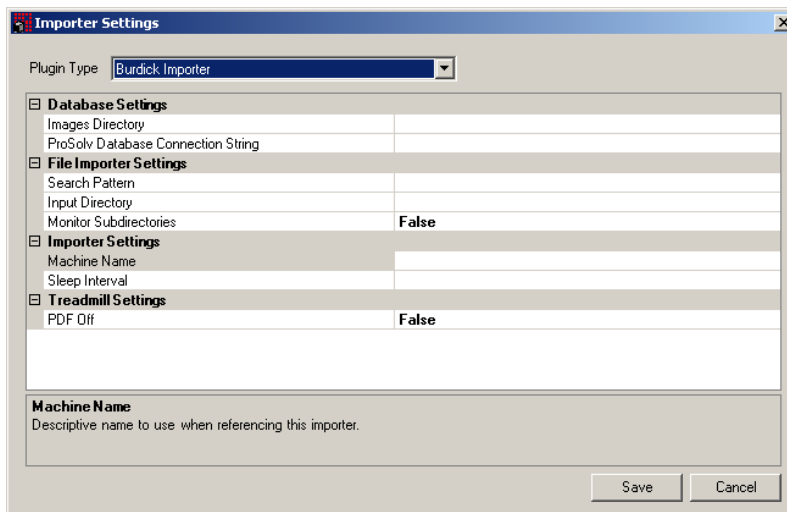 Importer Settings
Plugin Type Burdick Importer
Database Settings
Images Directory
ProSolv Database Connection String
File Importer Settings
Search Pattern
Input Directory
Monitor Subdirectories False
Importer Settings
Machine Name
Sleep Interval
Treadmill Settings
PDF Off False
Machine Name
Descriptive name to use when referencing this importer.
Save Cancel